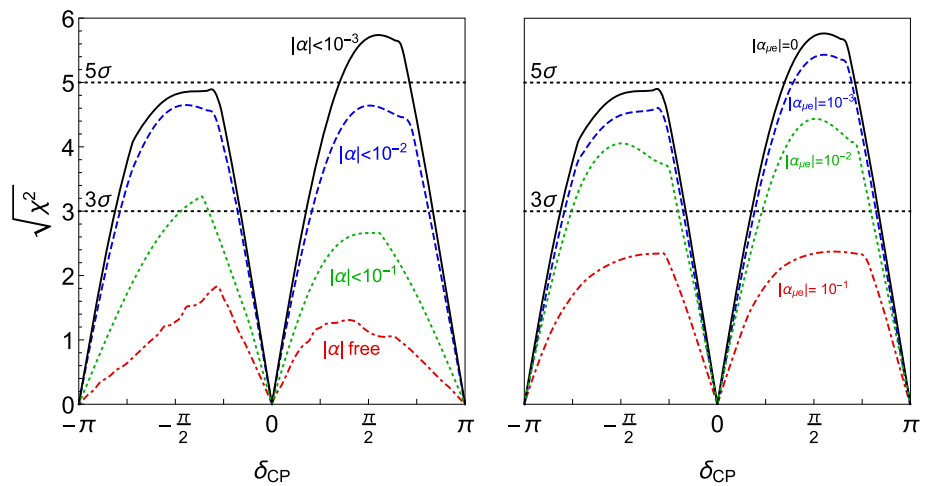 6
5
4
3
2
1
0
√χ²
5σ
3σ
|α|<10⁻³
|α|<10⁻²
|α|<10⁻¹
|α| free
−π
−π/2
0
π/2
π
δCP
5σ
3σ
|αμe|=0
|αμe|=10⁻³
|αμe|=10⁻²
|αμe|= 10⁻¹
−π
−π/2
0
π/2
π
δCP